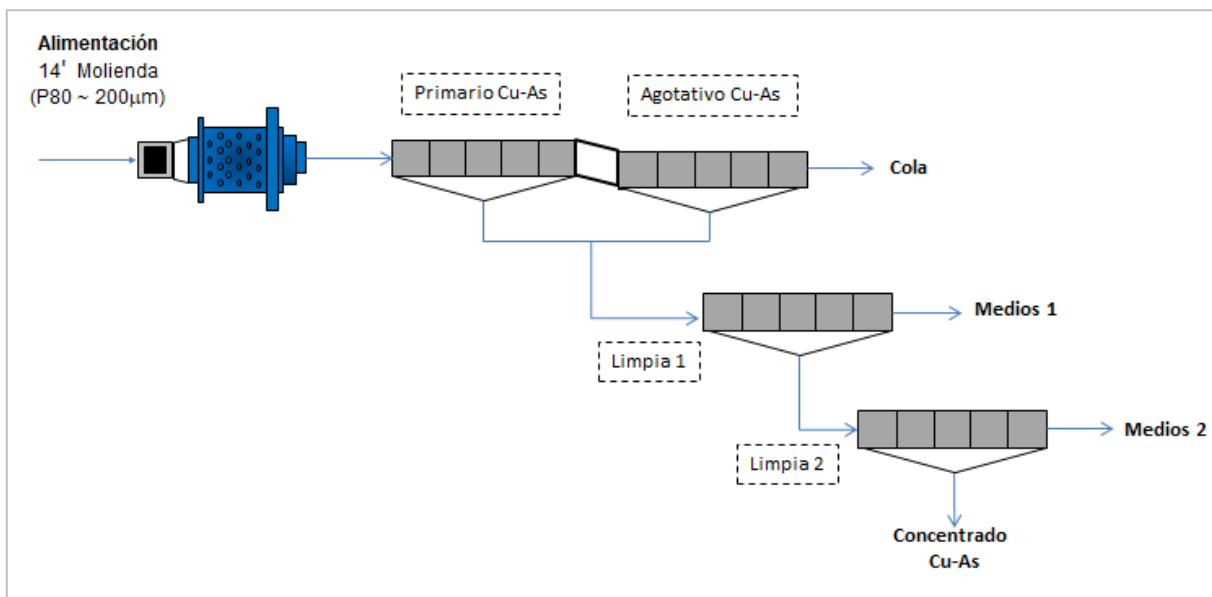 Alimentación
14' Molienda
(P80 ~ 200μm)
Primario Cu-As
Agotativo Cu-As
Cola
Medios 1
Limpia 1
Medios 2
Limpia 2
Concentrado
Cu-As